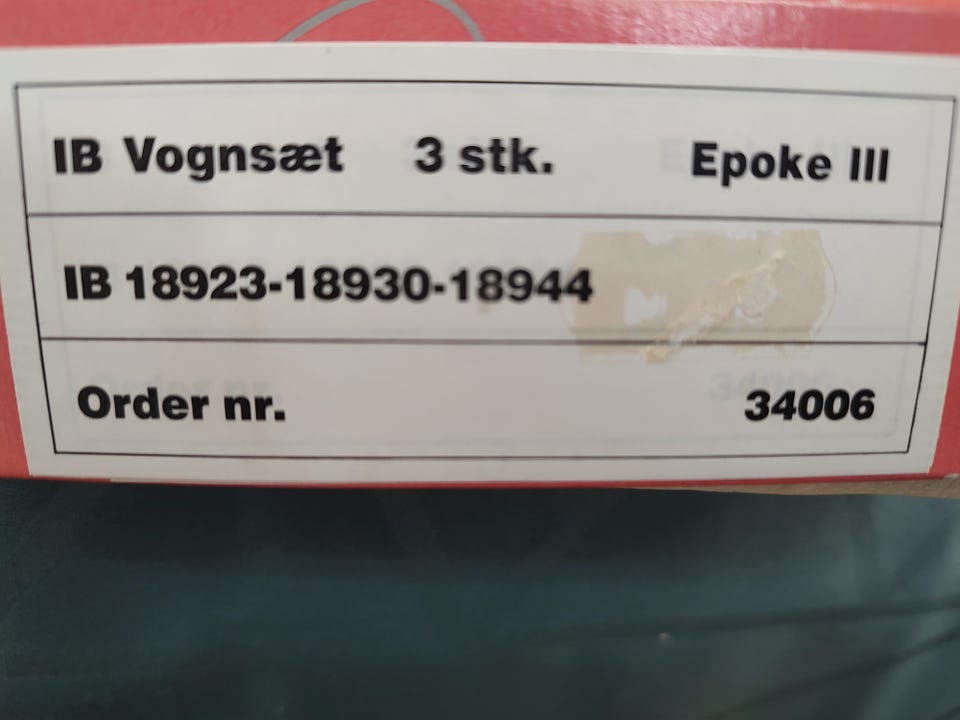 IB Vognsæt 3 stk. Epoke III
IB 18923-18930-18944
Order nr. 34006